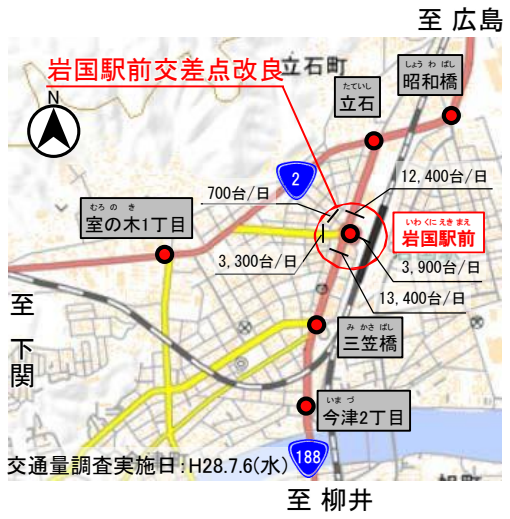 至 広島
岩国駅前交差点改良
立石町
しょうわばし
昭和橋
たていし
立石
N
2
12,400台/日
700台/日
むろのき
室の木1丁目
いわくにえきまえ
岩国駅前
3,300台/日
3,900台/日
13,400台/日
至
下
関
みかさばし
三笠橋
いまづ
今津2丁目
交通量調査実施日:H28.7.6(水)
188
至 柳井